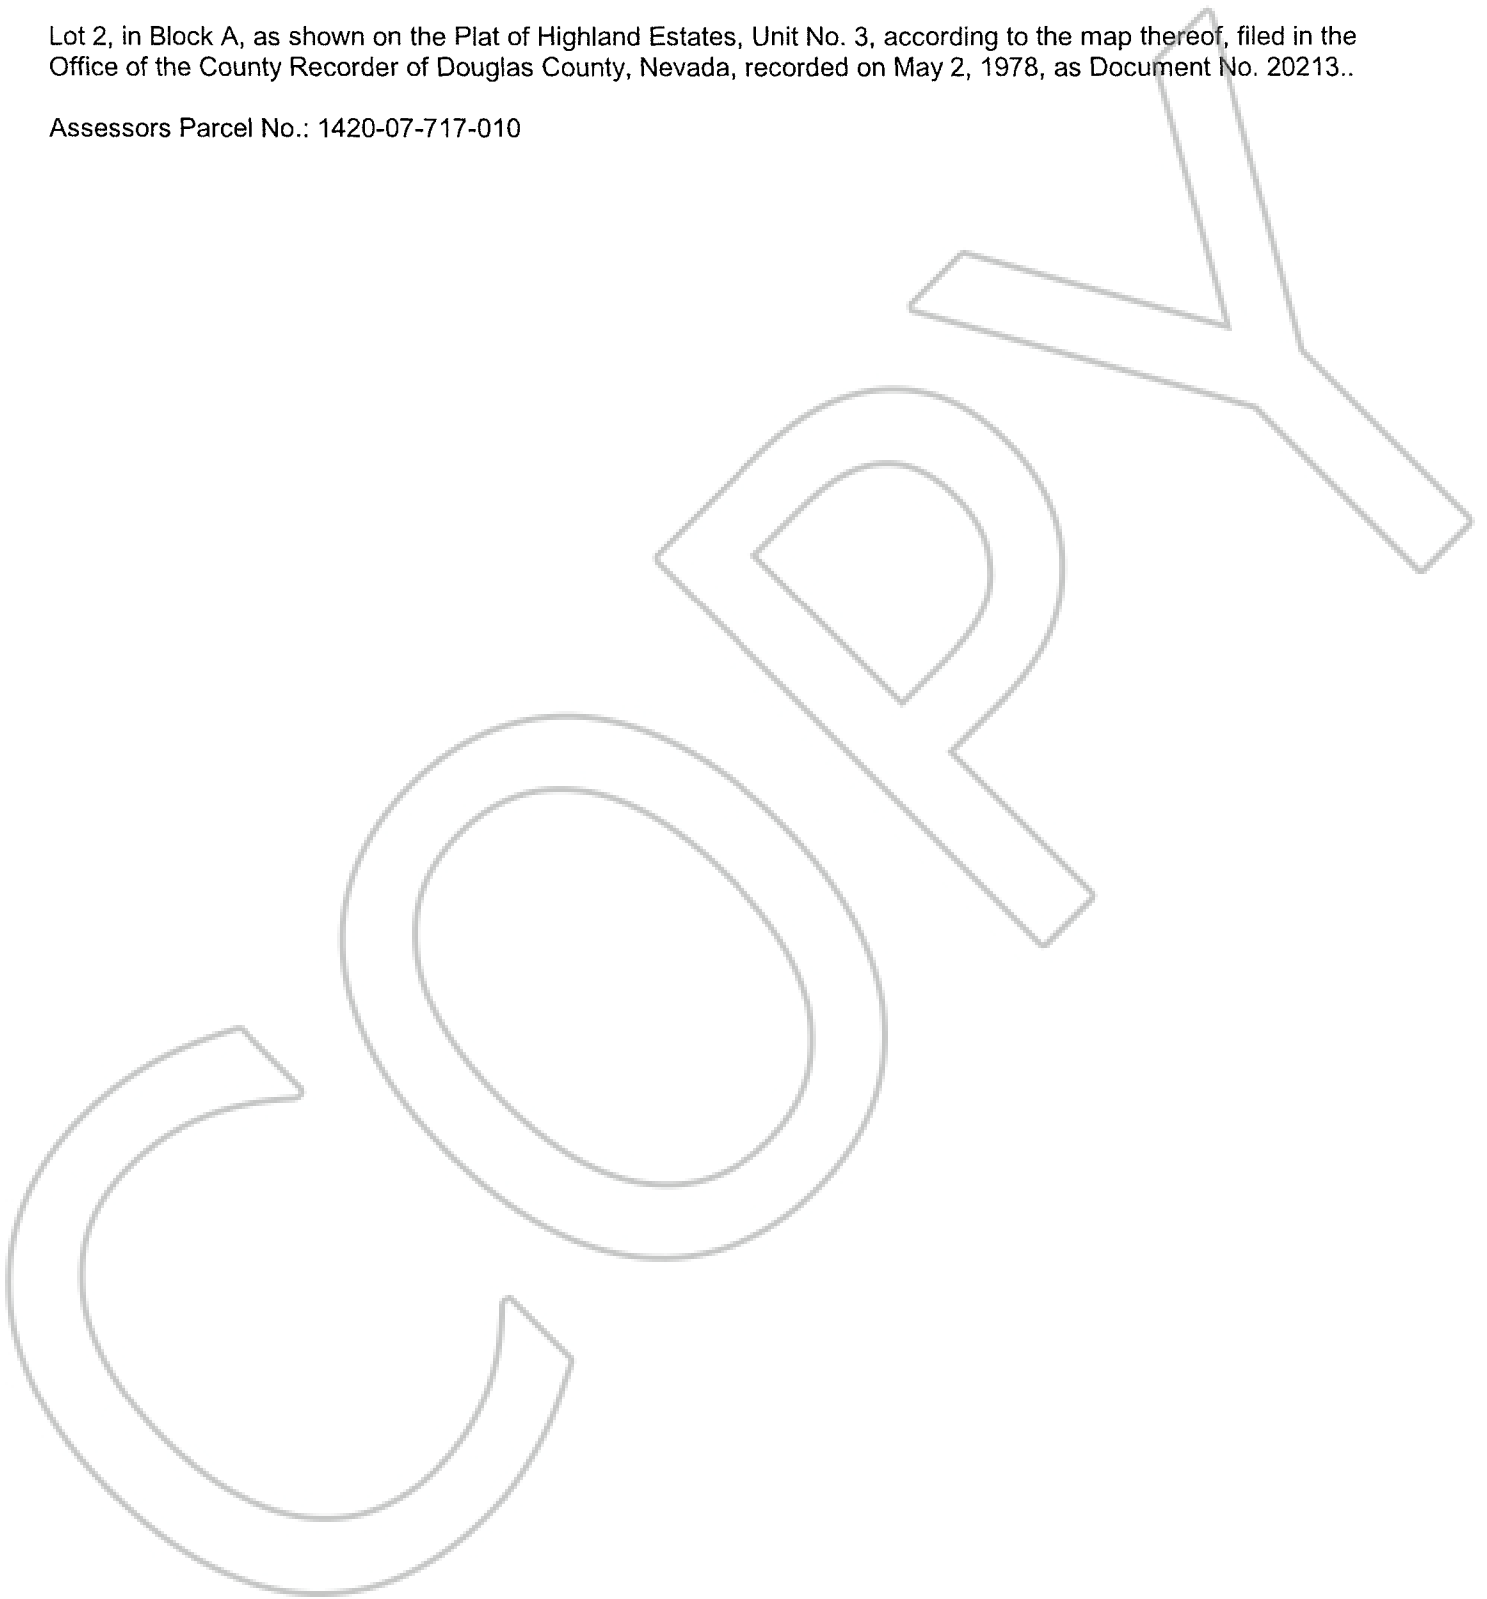 Lot 2, in Block A, as shown on the Plat of Highland Estates, Unit No. 3, according to the map thereof, filed in the
Office of the County Recorder of Douglas County, Nevada, recorded on May 2, 1978, as Document No. 20213..
Assessors Parcel No.: 1420-07-717-010
COPY